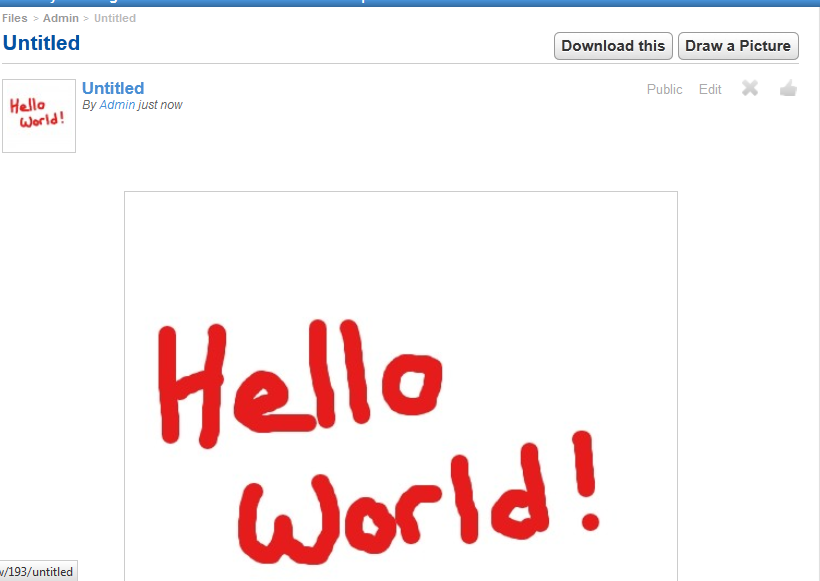 Files > Admin > Untitled
Untitled
Download this
Draw a Picture
Hello
World!
Untitled
By Admin just now
Public
Edit
Hello
World!
/193/untitled